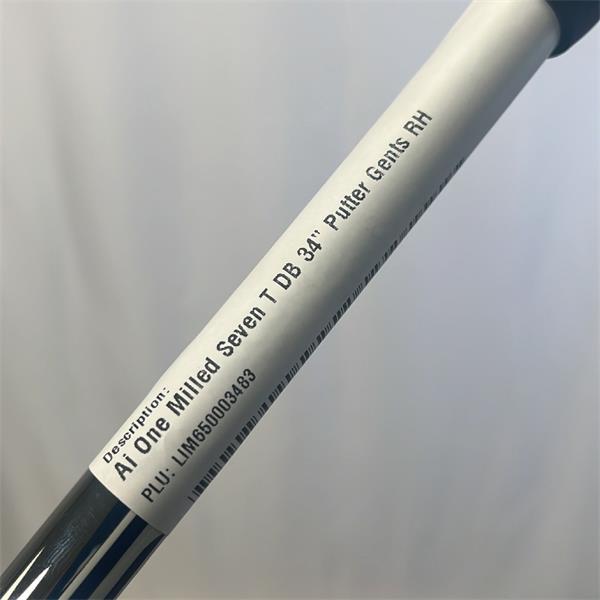 Description:
Ai One Milled Seven T DB 34" Putter Gents RH
PLU: LIM650003483